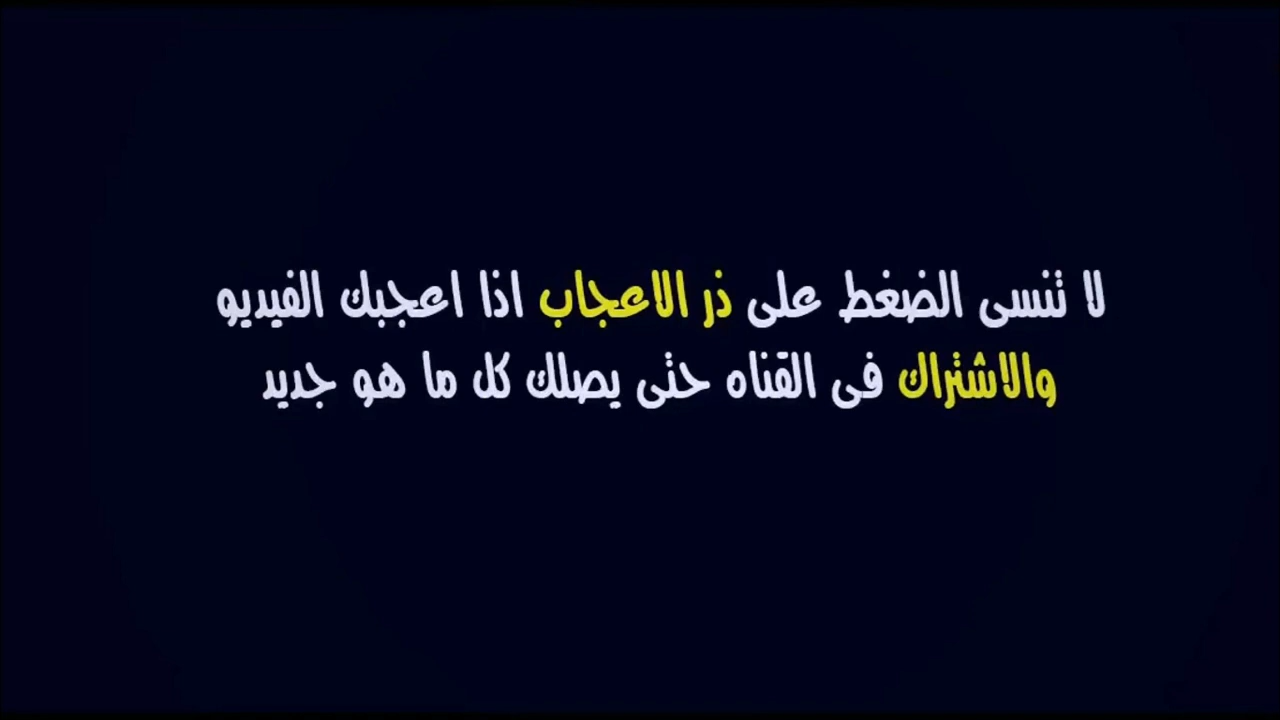 لا تنسى الضغط على ذر الاعجاب اذا اعجبك الفيديو
والاشتراك فى القناه حتى يصلك كل ما هو جديد